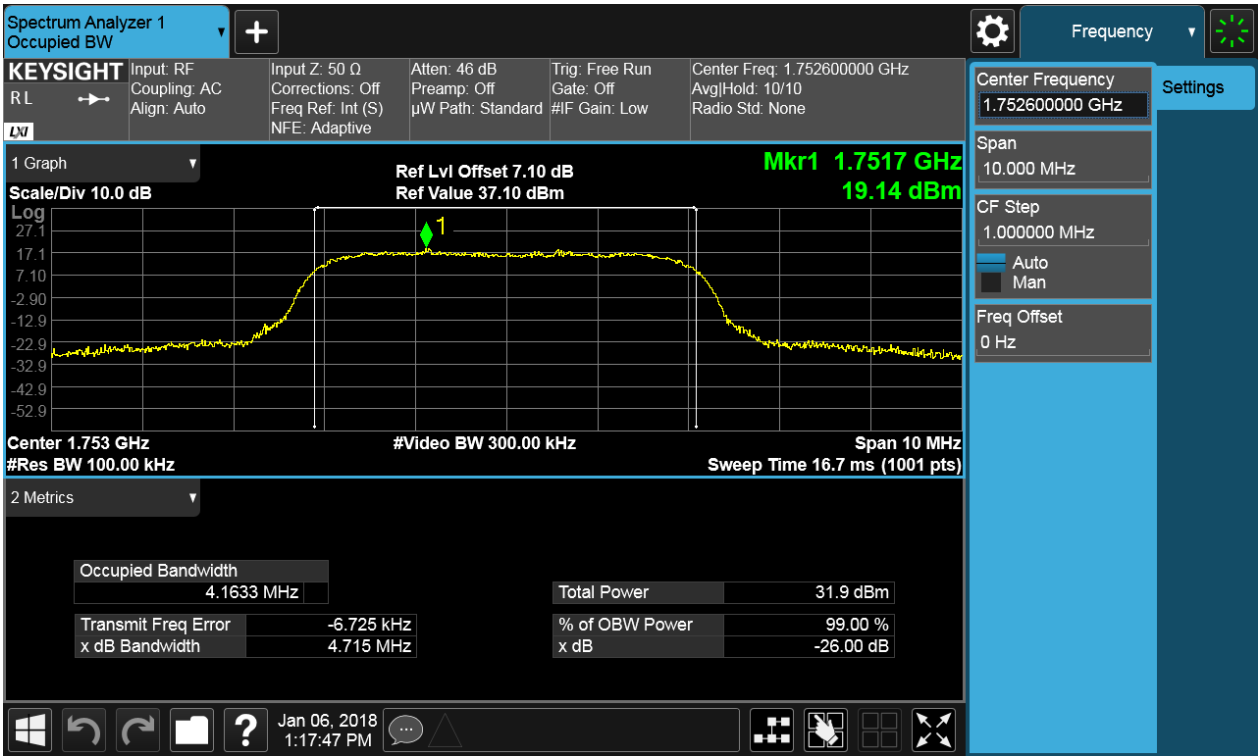 Spectrum Analyzer 1
Occupied BW
+
Frequency
KEYSIGHT
R L
LXI
Input: RF
Coupling: AC
Align: Auto
Input Z: 50 Ω
Corrections: Off
Freq Ref: Int (S)
NFE: Adaptive
Atten: 46 dB
Preamp: Off
µW Path: Standard
Trig: Free Run
Gate: Off
#IF Gain: Low
Center Freq: 1.752600000 GHz
Avg|Hold: 10/10
Radio Std: None
Center Frequency
1.752600000 GHz
Settings
Span
10.000 MHz
CF Step
1.000000 MHz
Auto
Man
Freq Offset
0 Hz
1 Graph
Scale/Div 10.0 dB
Ref Lvl Offset 7.10 dB
Ref Value 37.10 dBm
Mkr1 1.7517 GHz
19.14 dBm
Log
27.1
17.1
7.10
-2.90
-12.9
-22.9
-32.9
-42.9
-52.9
1
Center 1.753 GHz
#Video BW 300.00 kHz
Span 10 MHz
#Res BW 100.00 kHz
Sweep Time 16.7 ms (1001 pts)
2 Metrics
Occupied Bandwidth
4.1633 MHz
Total Power 31.9 dBm
Transmit Freq Error -6.725 kHz
% of OBW Power 99.00 %
x dB Bandwidth 4.715 MHz
x dB -26.00 dB
?
Jan 06, 2018
1:17:47 PM